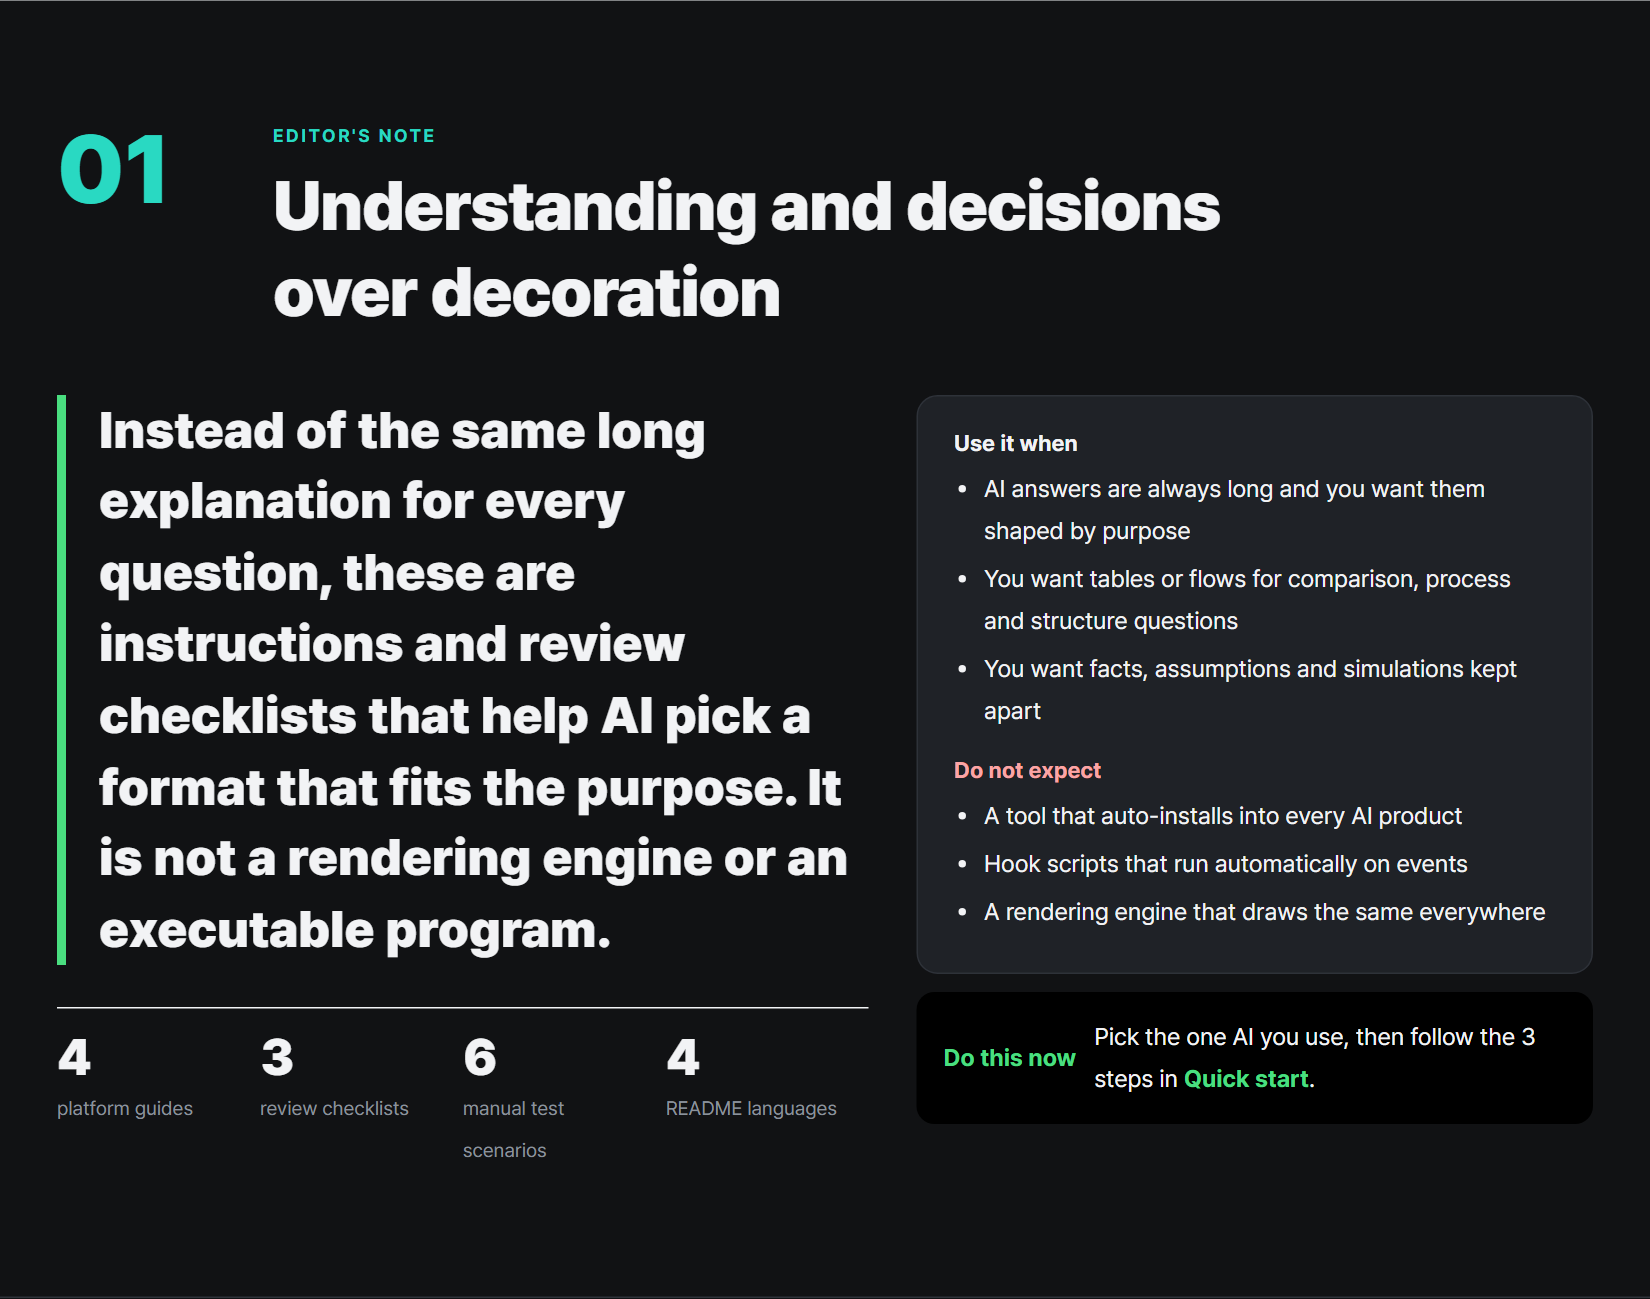 01
EDITOR'S NOTE
Understanding and decisions
over decoration
Instead of the same long
explanation for every
question, these are
instructions and review
checklists that help AI pick a
format that fits the purpose. It
is not a rendering engine or an
executable program.
4
platform guides
3
review checklists
6
manual test
scenarios
4
README languages
Use it when
• AI answers are always long and you want them
shaped by purpose
• You want tables or flows for comparison, process
and structure questions
• You want facts, assumptions and simulations kept
apart
Do not expect
• A tool that auto-installs into every AI product
• Hook scripts that run automatically on events
• A rendering engine that draws the same everywhere
Do this now
Pick the one AI you use, then follow the 3
steps in Quick start.